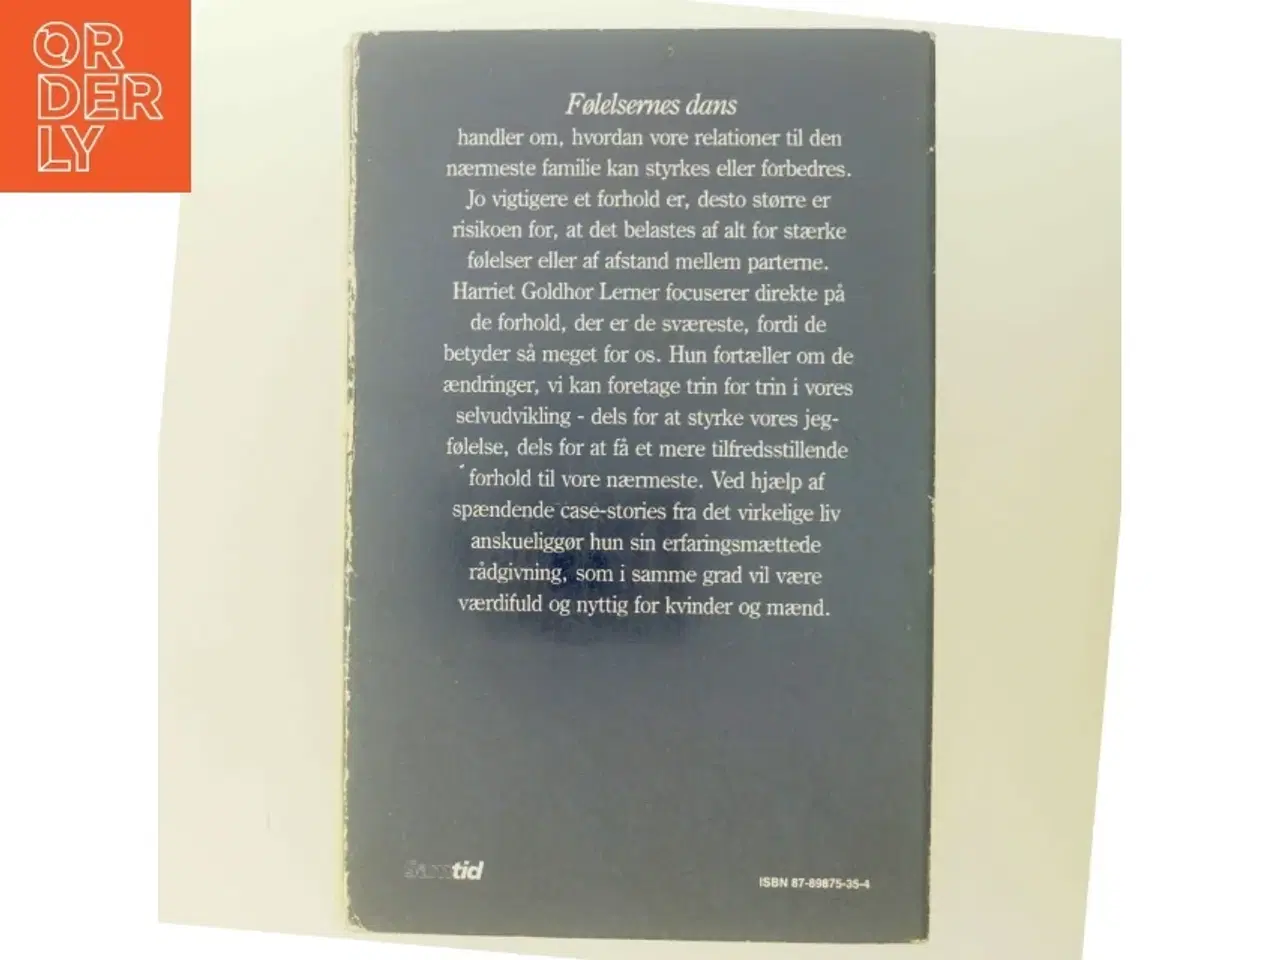 OR
DER
LY
Følelsernes dans
handler om, hvordan vore relationer til den
nærmeste familie kan styrkes eller forbedres.
Jo vigtigere et forhold er, desto større er
risikoen for, at det belastes af alt for stærke
følelser eller af afstand mellem parterne.
Harriet Goldhor Lerner focuserer direkte på
de forhold, der er de sværeste, fordi de
betyder så meget for os. Hun fortæller om de
ændringer, vi kan foretage trin for trin i vores
selvudvikling - dels for at styrke vores jeg-
følelse, dels for at få et mere tilfredsstillende
forhold til vore nærmeste. Ved hjælp af
spændende case-stories fra det virkelige liv
anskueliggør hun sin erfaringsmættede
rådgivning, som i samme grad vil være
værdifuld og nyttig for kvinder og mænd.
Samtid
ISBN 87-89875-35-4